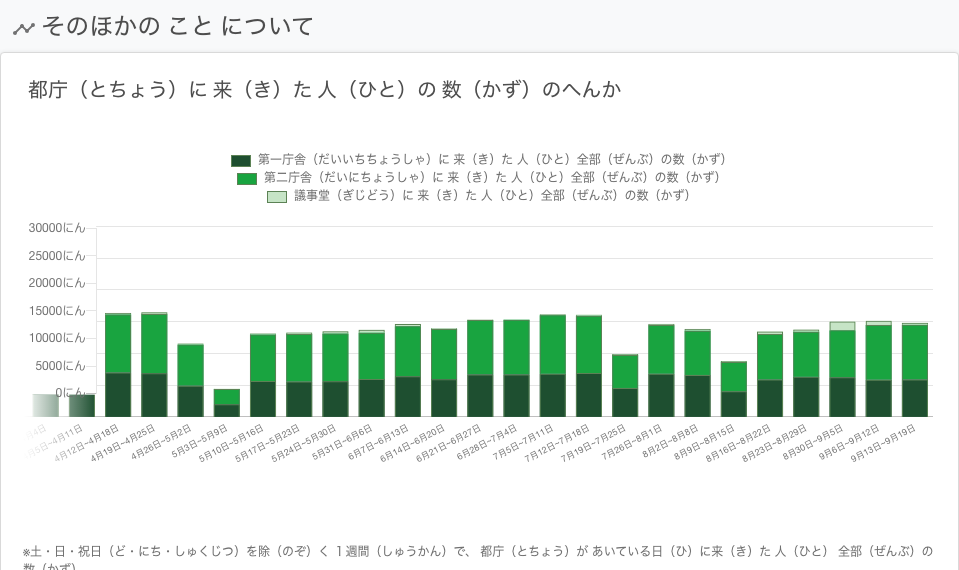 そのほかの こと について
都庁（とちょう）に 来（き）た 人（ひと）の 数（かず）のへんか
第一庁舎（だいいちちょうしゃ）に 来（き）た 人（ひと）全部（ぜんぶ）の数（かず）
第二庁舎（だいにちょうしゃ）に 来（き）た 人（ひと）全部（ぜんぶ）の数（かず）
議事堂（ぎじどう）に 来（き）た 人（ひと）全部（ぜんぶ）の数（かず）
30000にん
25000にん
20000にん
15000にん
10000にん
5000にん
0にん
4月12日~4月18日
4月19日~4月25日
4月26日~5月2日
5月3日~5月9日
5月10日~5月16日
5月17日~5月23日
5月24日~5月30日
5月31日~6月6日
6月7日~6月13日
6月14日~6月20日
6月21日~6月27日
6月28日~7月4日
7月5日~7月11日
7月12日~7月18日
7月19日~7月25日
7月26日~8月1日
8月2日~8月8日
8月9日~8月15日
8月16日~8月22日
8月23日~8月29日
8月30日~9月5日
9月6日~9月12日
9月13日~9月19日
※土・日・祝日（ど・にち・しゅくじつ）を除（のぞ）く １週間（しゅうかん）で、 都庁（とちょう）が あいている日（ひ）に来（き）た 人（ひと） 全部（ぜんぶ）の
数（かず）